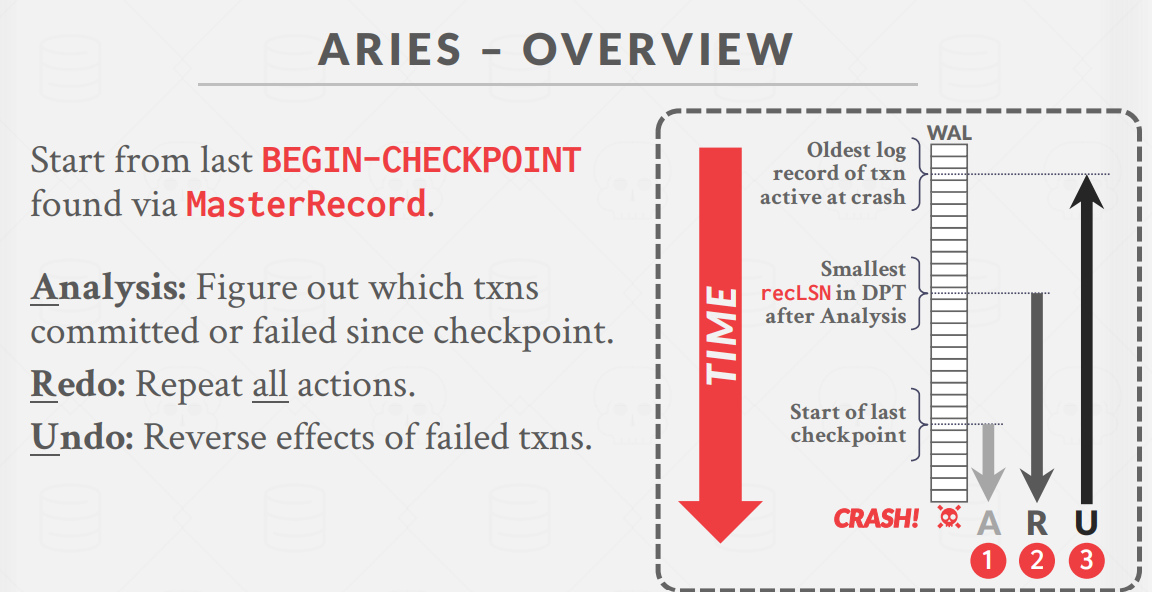 ARIES – OVERVIEW
Start from last BEGIN-CHECKPOINT
found via MasterRecord.
Analysis: Figure out which txns
committed or failed since checkpoint.
Redo: Repeat all actions.
Undo: Reverse effects of failed txns.
WAL
Oldest log
record of txn
active at crash
TIME
Smallest
recLSN in DPT
after Analysis
Start of last
checkpoint
CRASH!
A R U
1 2 3